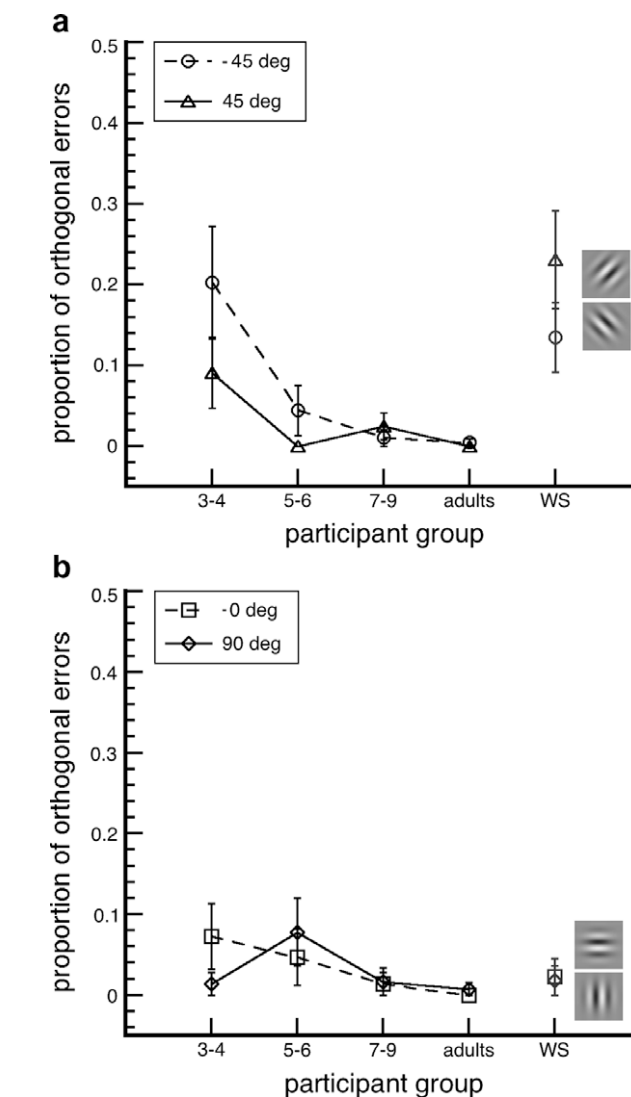 a
0.5
0.4
0.3
0.2
0.1
0
-45 deg
45 deg
proportion of orthogonal errors
3-4 5-6 7-9 adults WS
participant group
b
0.5
0.4
0.3
0.2
0.1
0
-0 deg
90 deg
proportion of orthogonal errors
3-4 5-6 7-9 adults WS
participant group